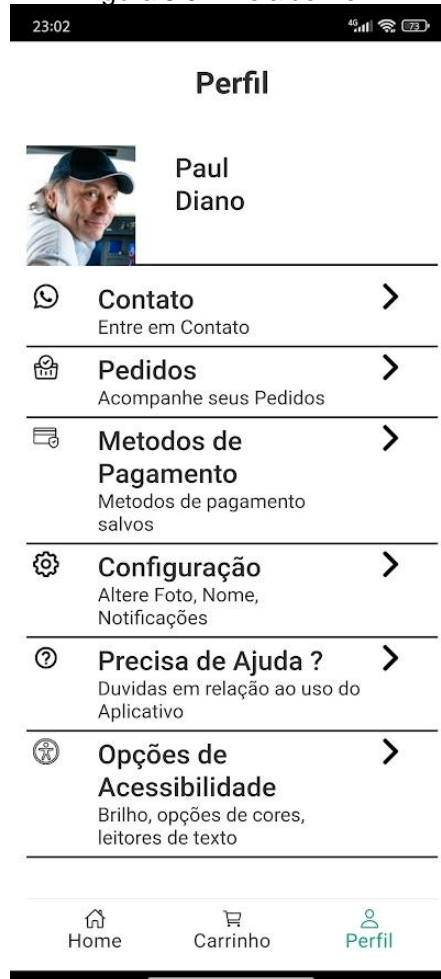 23:02
4G
73
Perfil
Paul
Diano
Contato
Entre em Contato
Pedidos
Acompanhe seus Pedidos
Metodos de
Pagamento
Metodos de pagamento
salvos
Configuração
Altere Foto, Nome,
Notificações
Precisa de Ajuda ?
Duvidas em relação ao uso do
Aplicativo
Opções de
Acessibilidade
Brilho, opções de cores,
leitores de texto
Home
Carrinho
Perfil